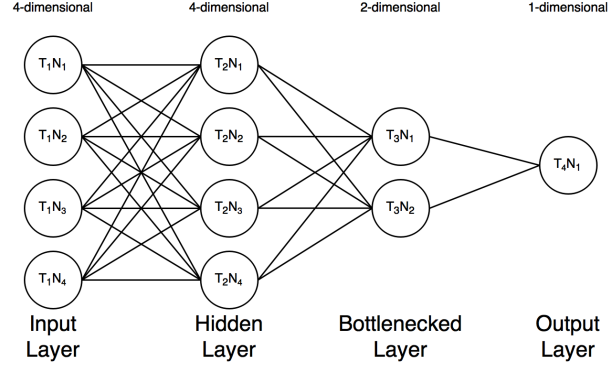 4-dimensional 4-dimensional 2-dimensional 1-dimensional
T₁N₁ T₂N₁
T₁N₂ T₂N₂ T₃N₁
T₄N₁
T₁N₃ T₂N₃ T₃N₂
T₁N₄ T₂N₄
Input Hidden Bottlenecked Output
Layer Layer Layer Layer